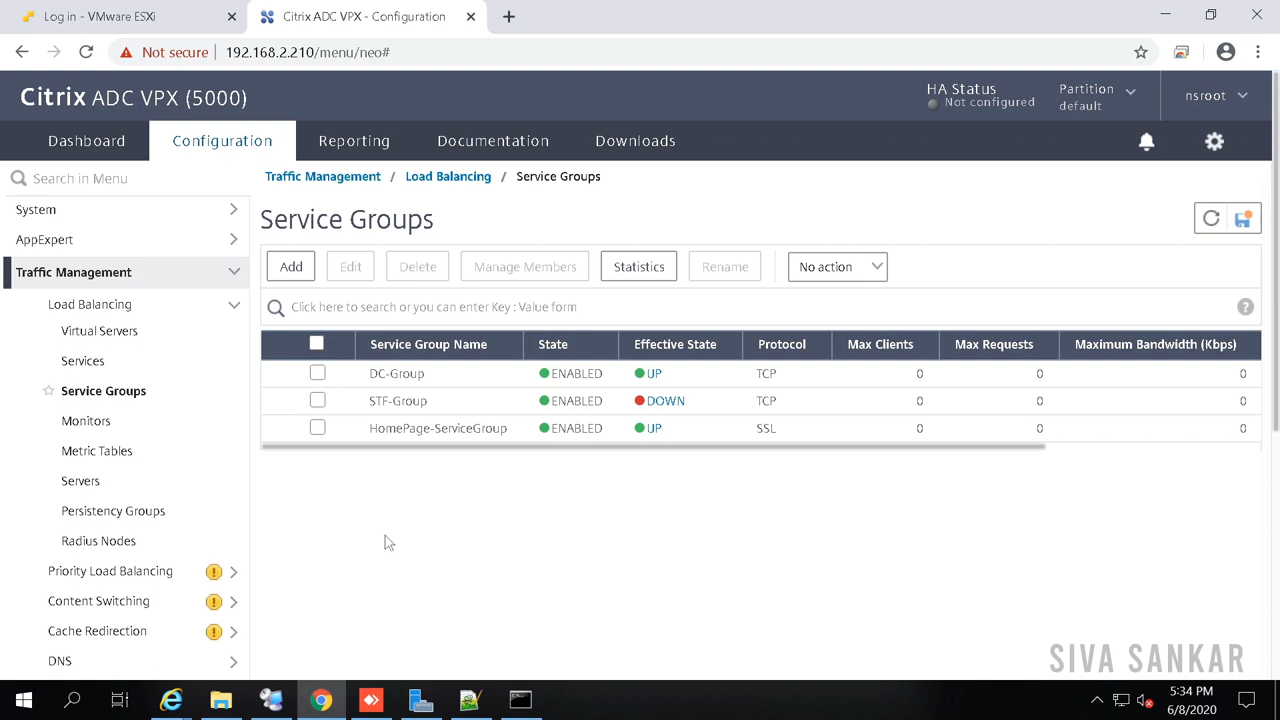 Log in - VMware ESXi
Citrix ADC VPX - Configuration
Not secure
192.168.2.210/menu/neo#
Citrix ADC VPX (5000)
HA Status
Not configured
Partition
default
nsroot
Dashboard
Configuration
Reporting
Documentation
Downloads
Search in Menu
System
AppExpert
Traffic Management
Load Balancing
Virtual Servers
Services
Service Groups
Monitors
Metric Tables
Servers
Persistency Groups
Radius Nodes
Priority Load Balancing
Content Switching
Cache Redirection
DNS
Traffic Management / Load Balancing / Service Groups
Service Groups
Add Edit Delete Manage Members Statistics Rename No action
Click here to search or you can enter Key : Value form
Service Group Name State Effective State Protocol Max Clients Max Requests Maximum Bandwidth (Kbps)
DC-Group ENABLED UP TCP 0 0 0
STF-Group ENABLED DOWN TCP 0 0 0
HomePage-ServiceGroup ENABLED UP SSL 0 0 0
SIVA SANKAR
5:34 PM
6/8/2020